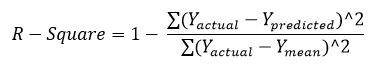 R − Square = 1 − ∑(Y_actual − Y_predicted)^2 / ∑(Y_actual − Y_mean)^2